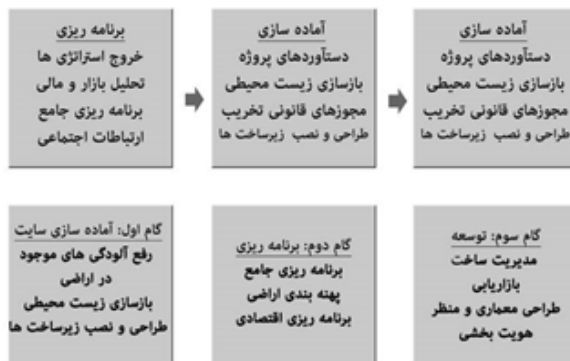 برنامه ریزی
خروج استراتژی ها
تحلیل بازار و مالی
برنامه ریزی جامع
ارتباطات اجتماعی
آماده سازی
دستآوردهای پروژه
بازسازی زیست محیطی
مجوزهای قانونی تخریب
طراحی و نصب زیرساخت ها
آماده سازی
دستآوردهای پروژه
بازسازی زیست محیطی
مجوزهای قانونی تخریب
طراحی و نصب زیرساخت ها
گام اول: آماده سازی سایت
رفع آلودگی های موجود
در اراضی
بازسازی زیست محیطی
طراحی و نصب زیرساخت ها
گام دوم: برنامه ریزی
برنامه ریزی جامع
پهنه بندی اراضی
برنامه ریزی اقتصادی
گام سوم: توسعه
مدیریت ساخت
بازاریابی
طراحی معماری و منظر
هویت بخشی